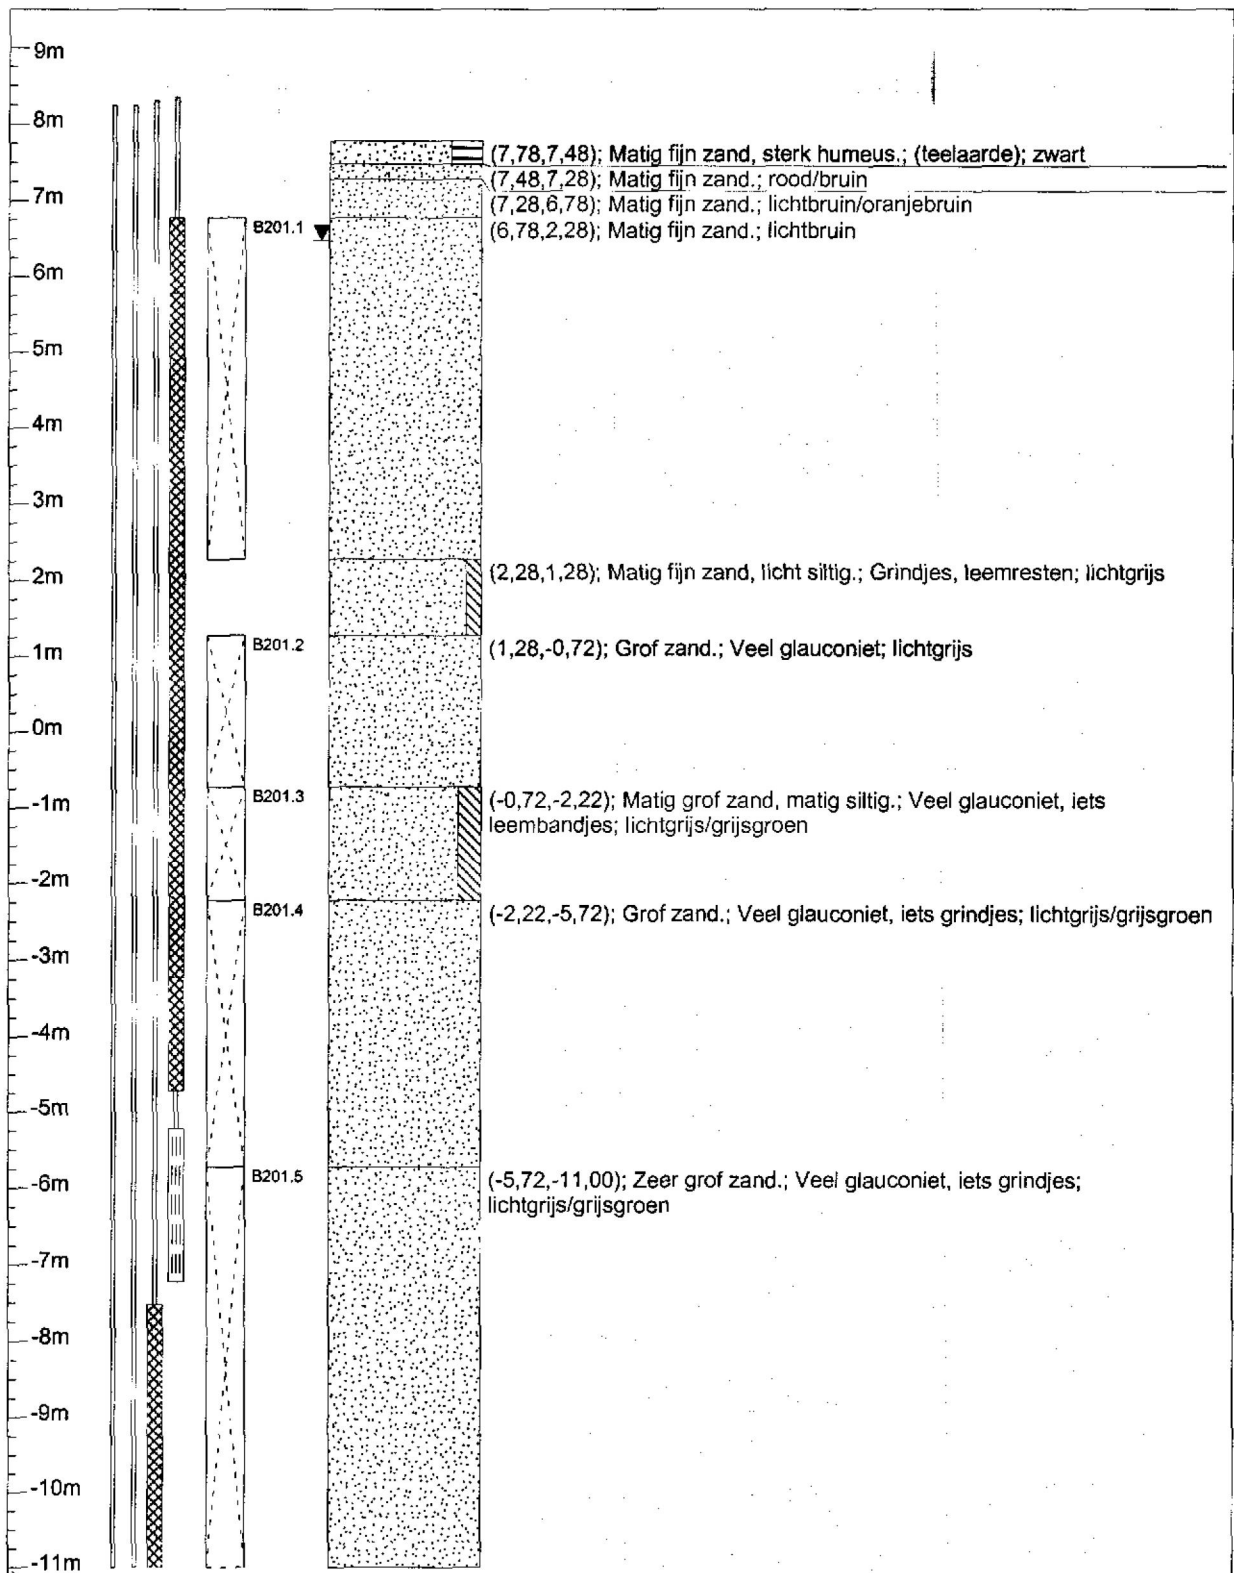 9m
8m
(7,78,7,48); Matig fijn zand, sterk humeus.; (teelaarde); zwart
(7,48,7,28); Matig fijn zand.; rood/bruin
7m
(7,28,6,78); Matig fijn zand.; lichtbruin/oranjebruin
B201.1
(6,78,2,28); Matig fijn zand.; lichtbruin
6m
5m
4m
3m
2m
(2,28,1,28); Matig fijn zand, licht siltig.; Grindjes, leemresten; lichtgrijs
1m
B201.2
(1,28,-0,72); Grof zand.; Veel glauconiet; lichtgrijs
0m
-1m
B201.3
(-0,72,-2,22); Matig grof zand, matig siltig.; Veel glauconiet, iets
leembandjes; lichtgrijs/grijsgroen
-2m
B201.4
(-2,22,-5,72); Grof zand.; Veel glauconiet, iets grindjes; lichtgrijs/grijsgroen
-3m
-4m
-5m
-6m
B201.5
(-5,72,-11,00); Zeer grof zand.; Veel glauconiet, iets grindjes;
lichtgrijs/grijsgroen
-7m
-8m
-9m
-10m
-11m